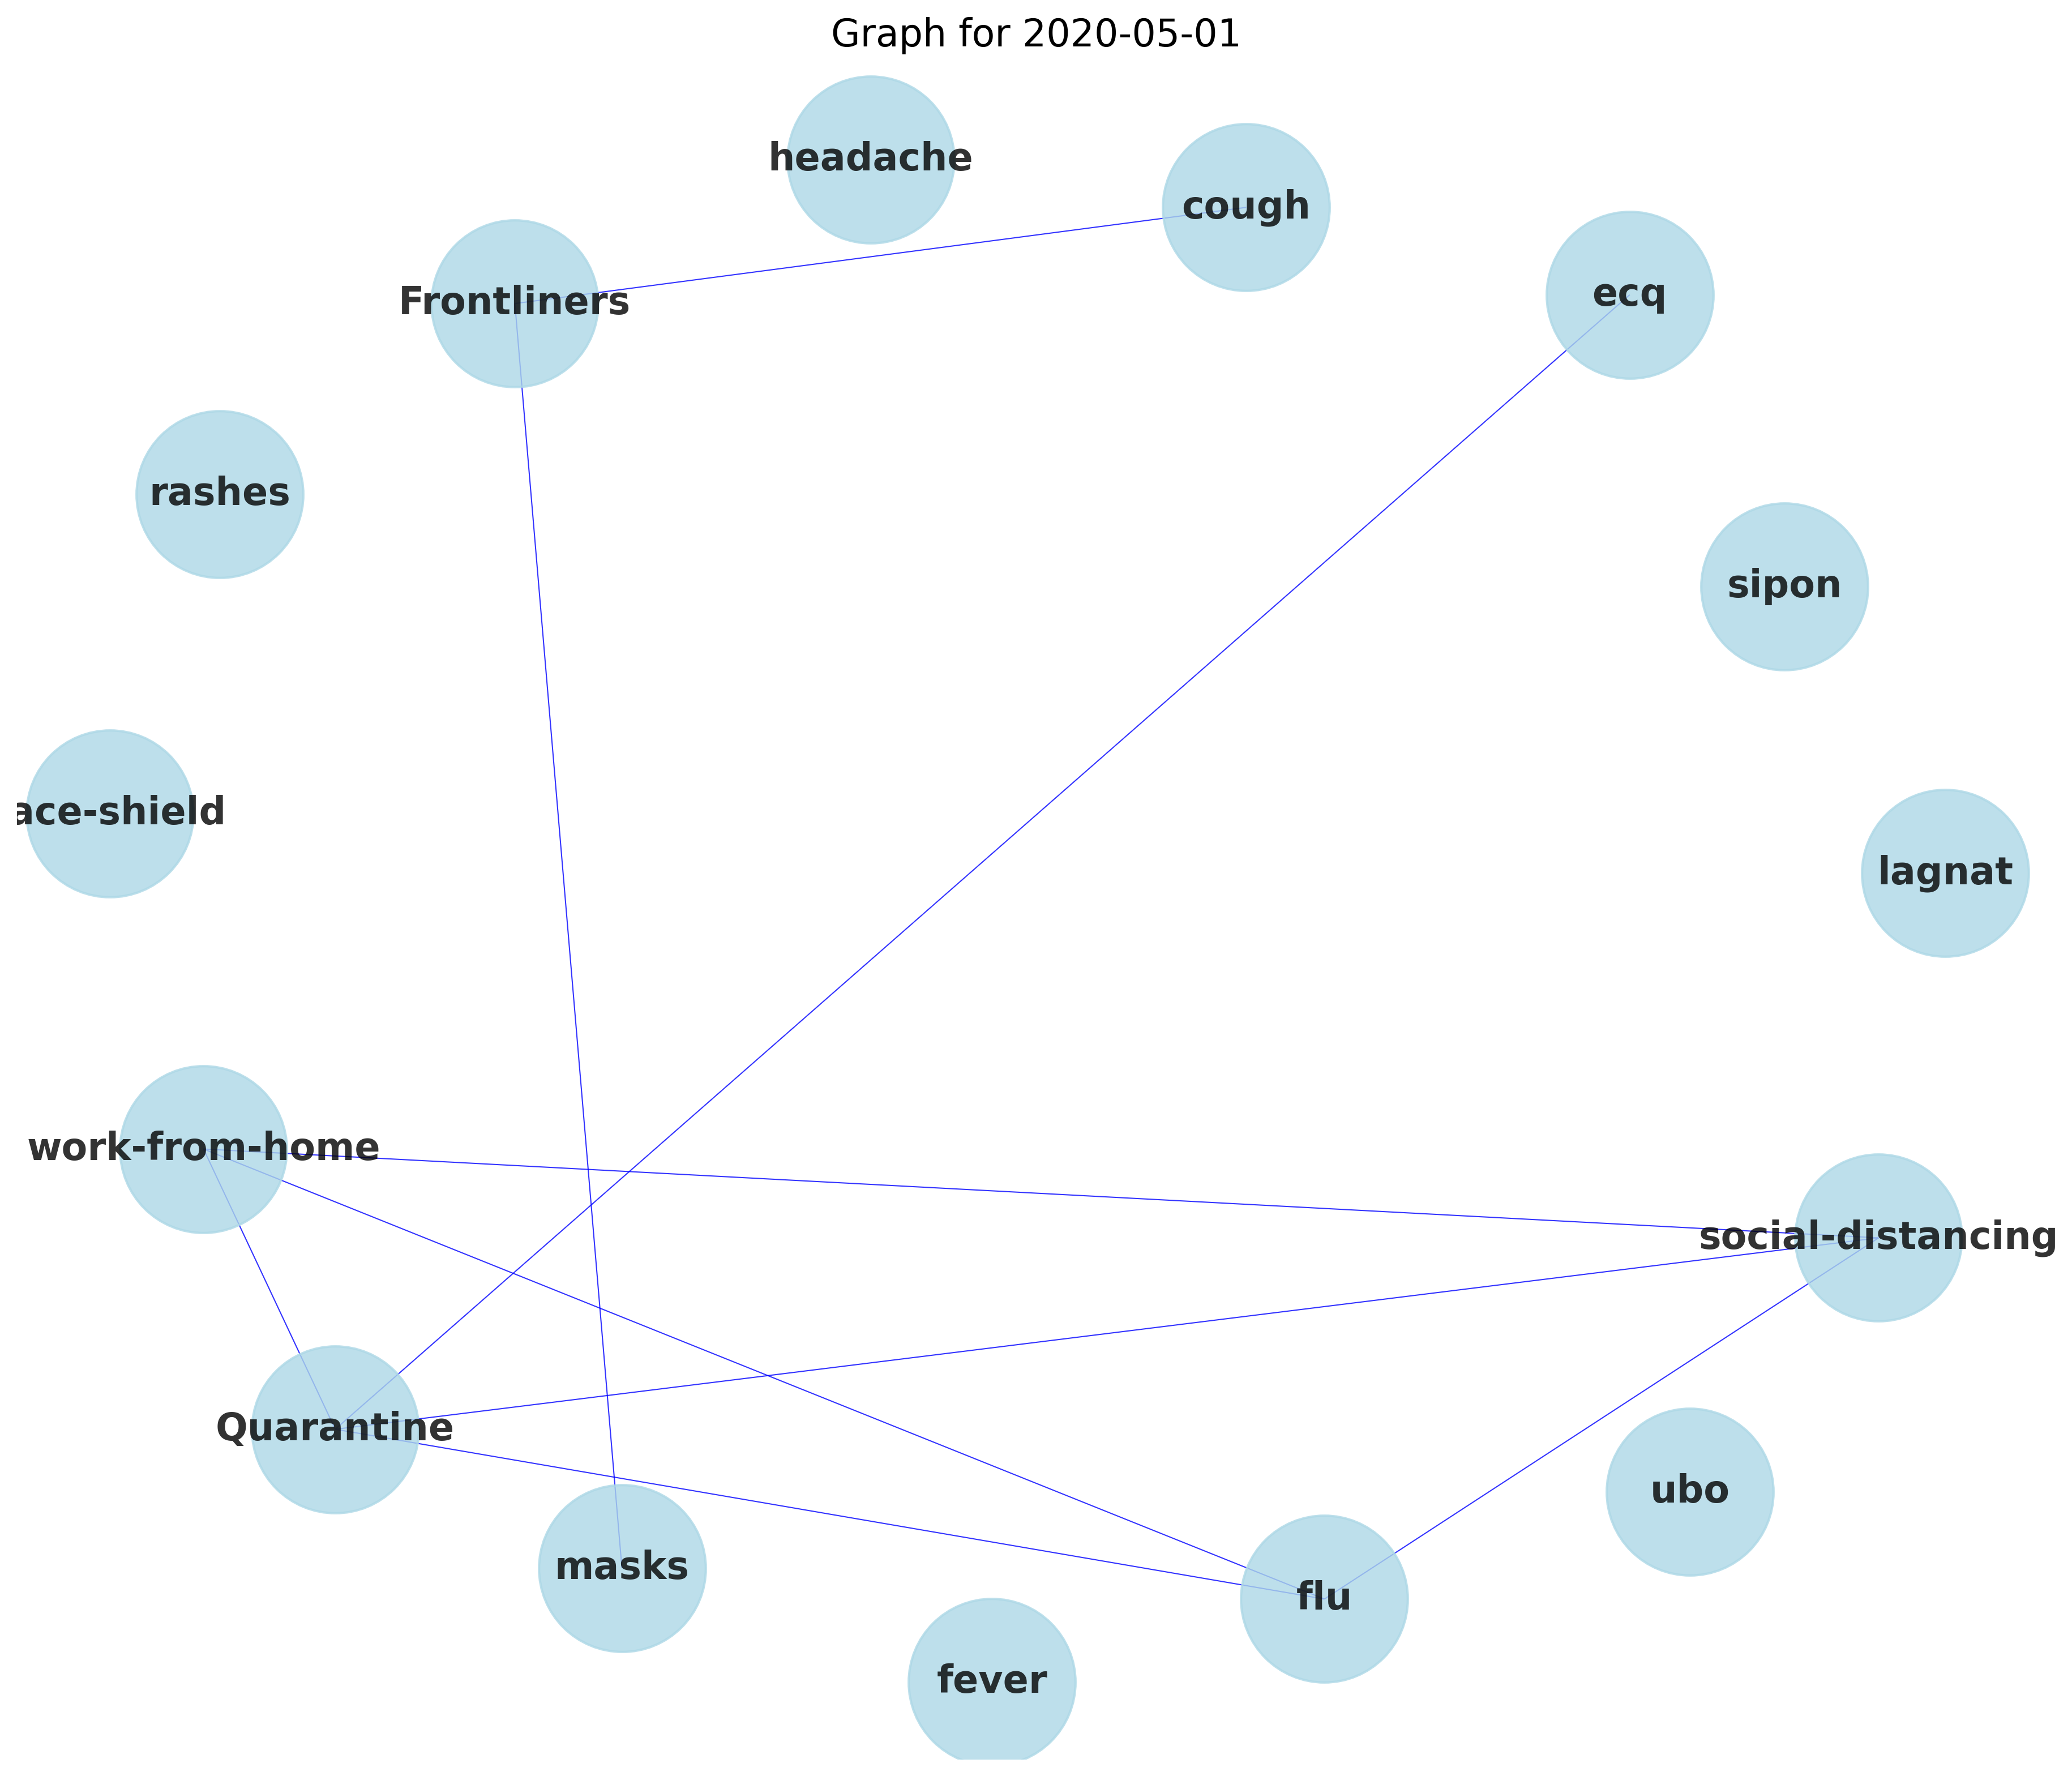 Graph for 2020-05-01
headache
cough
ecq
Frontliners
rashes
sipon
ace-shield
lagnat
work-from-home
social-distancing
Quarantine
ubo
masks
flu
fever